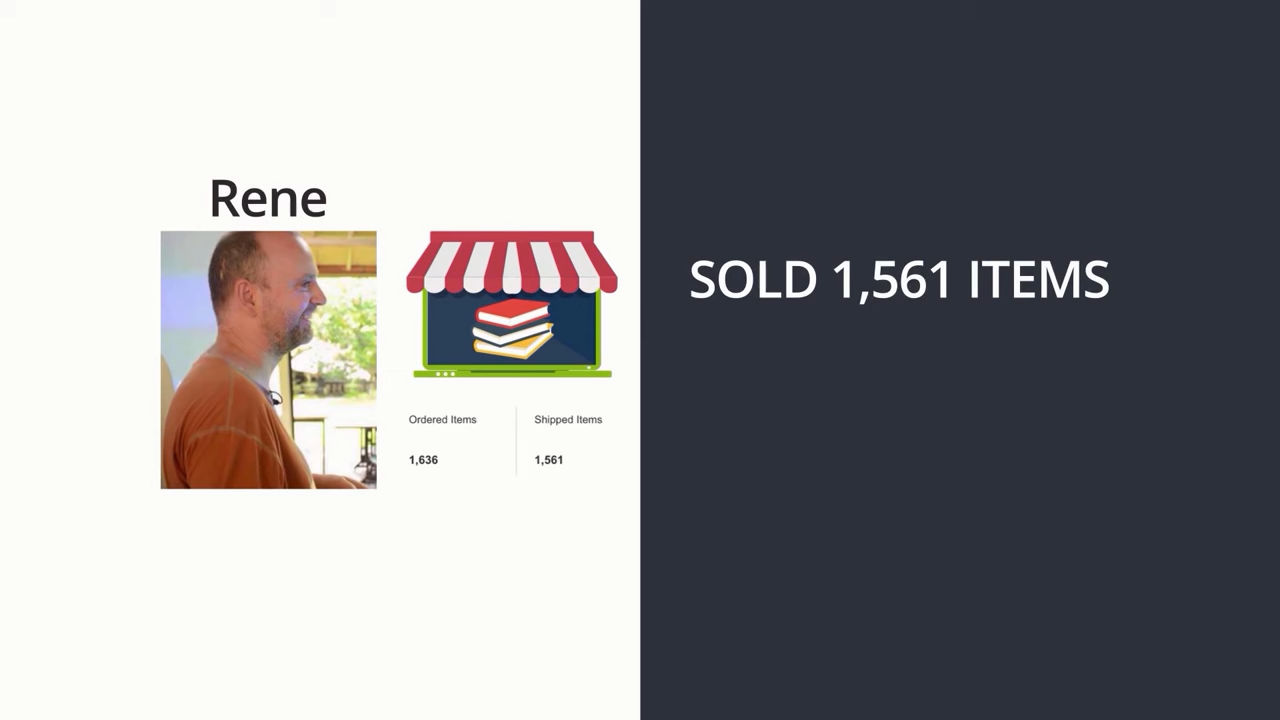 Rene
Ordered Items
Shipped Items
1,636
1,561
SOLD 1,561 ITEMS